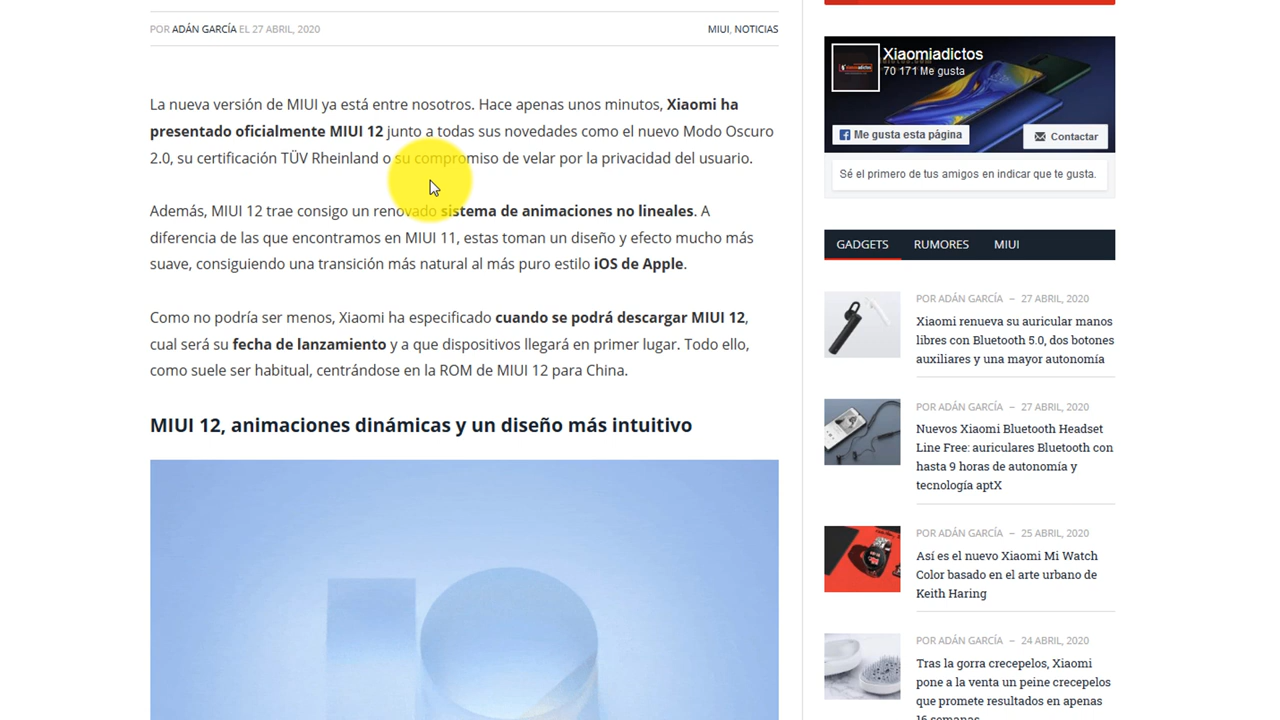 POR ADÁN GARCÍA EL 27 ABRIL, 2020
MIUI, NOTICIAS
La nueva versión de MIUI ya está entre nosotros. Hace apenas unos minutos, Xiaomi ha
presentado oficialmente MIUI 12 junto a todas sus novedades como el nuevo Modo Oscuro
2.0, su certificación TÜV Rheinland o su compromiso de velar por la privacidad del usuario.
Además, MIUI 12 trae consigo un renovado sistema de animaciones no lineales. A
diferencia de las que encontramos en MIUI 11, estas toman un diseño y efecto mucho más
suave, consiguiendo una transición más natural al más puro estilo iOS de Apple.
Como no podría ser menos, Xiaomi ha especificado cuando se podrá descargar MIUI 12,
cual será su fecha de lanzamiento y a que dispositivos llegará en primer lugar. Todo ello,
como suele ser habitual, centrándose en la ROM de MIUI 12 para China.
MIUI 12, animaciones dinámicas y un diseño más intuitivo
Xiaomiadictos
70 171 Me gusta
Me gusta esta página
Contactar
Sé el primero de tus amigos en indicar que te gusta.
GADGETS
RUMORES
MIUI
POR ADÁN GARCÍA – 27 ABRIL, 2020
Xiaomi renueva su auricular manos
libres con Bluetooth 5.0, dos botones
auxiliares y una mayor autonomía
POR ADÁN GARCÍA – 27 ABRIL, 2020
Nuevos Xiaomi Bluetooth Headset
Line Free: auriculares Bluetooth con
hasta 9 horas de autonomía y
tecnología aptX
POR ADÁN GARCÍA – 25 ABRIL, 2020
Así es el nuevo Xiaomi Mi Watch
Color basado en el arte urbano de
Keith Haring
POR ADÁN GARCÍA – 24 ABRIL, 2020
Tras la gorra crecepelos, Xiaomi
pone a la venta un peine crecepelos
que promete resultados en apenas
16 semanas